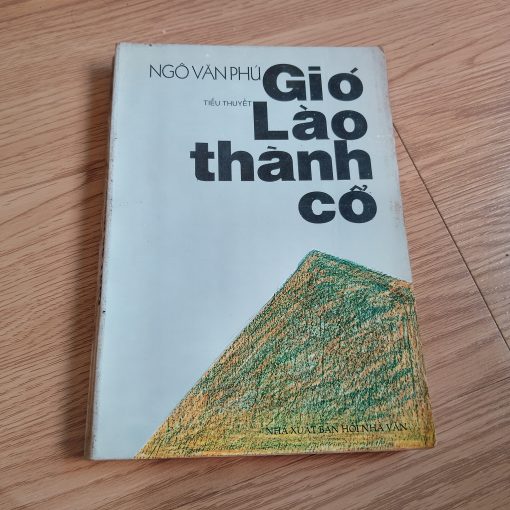 NGÔ VĂN PHÚ
Gió
TIỂU THUYẾT
Lào
thành
cổ
NHÀ XUẤT BẢN HỘI NHÀ VĂN